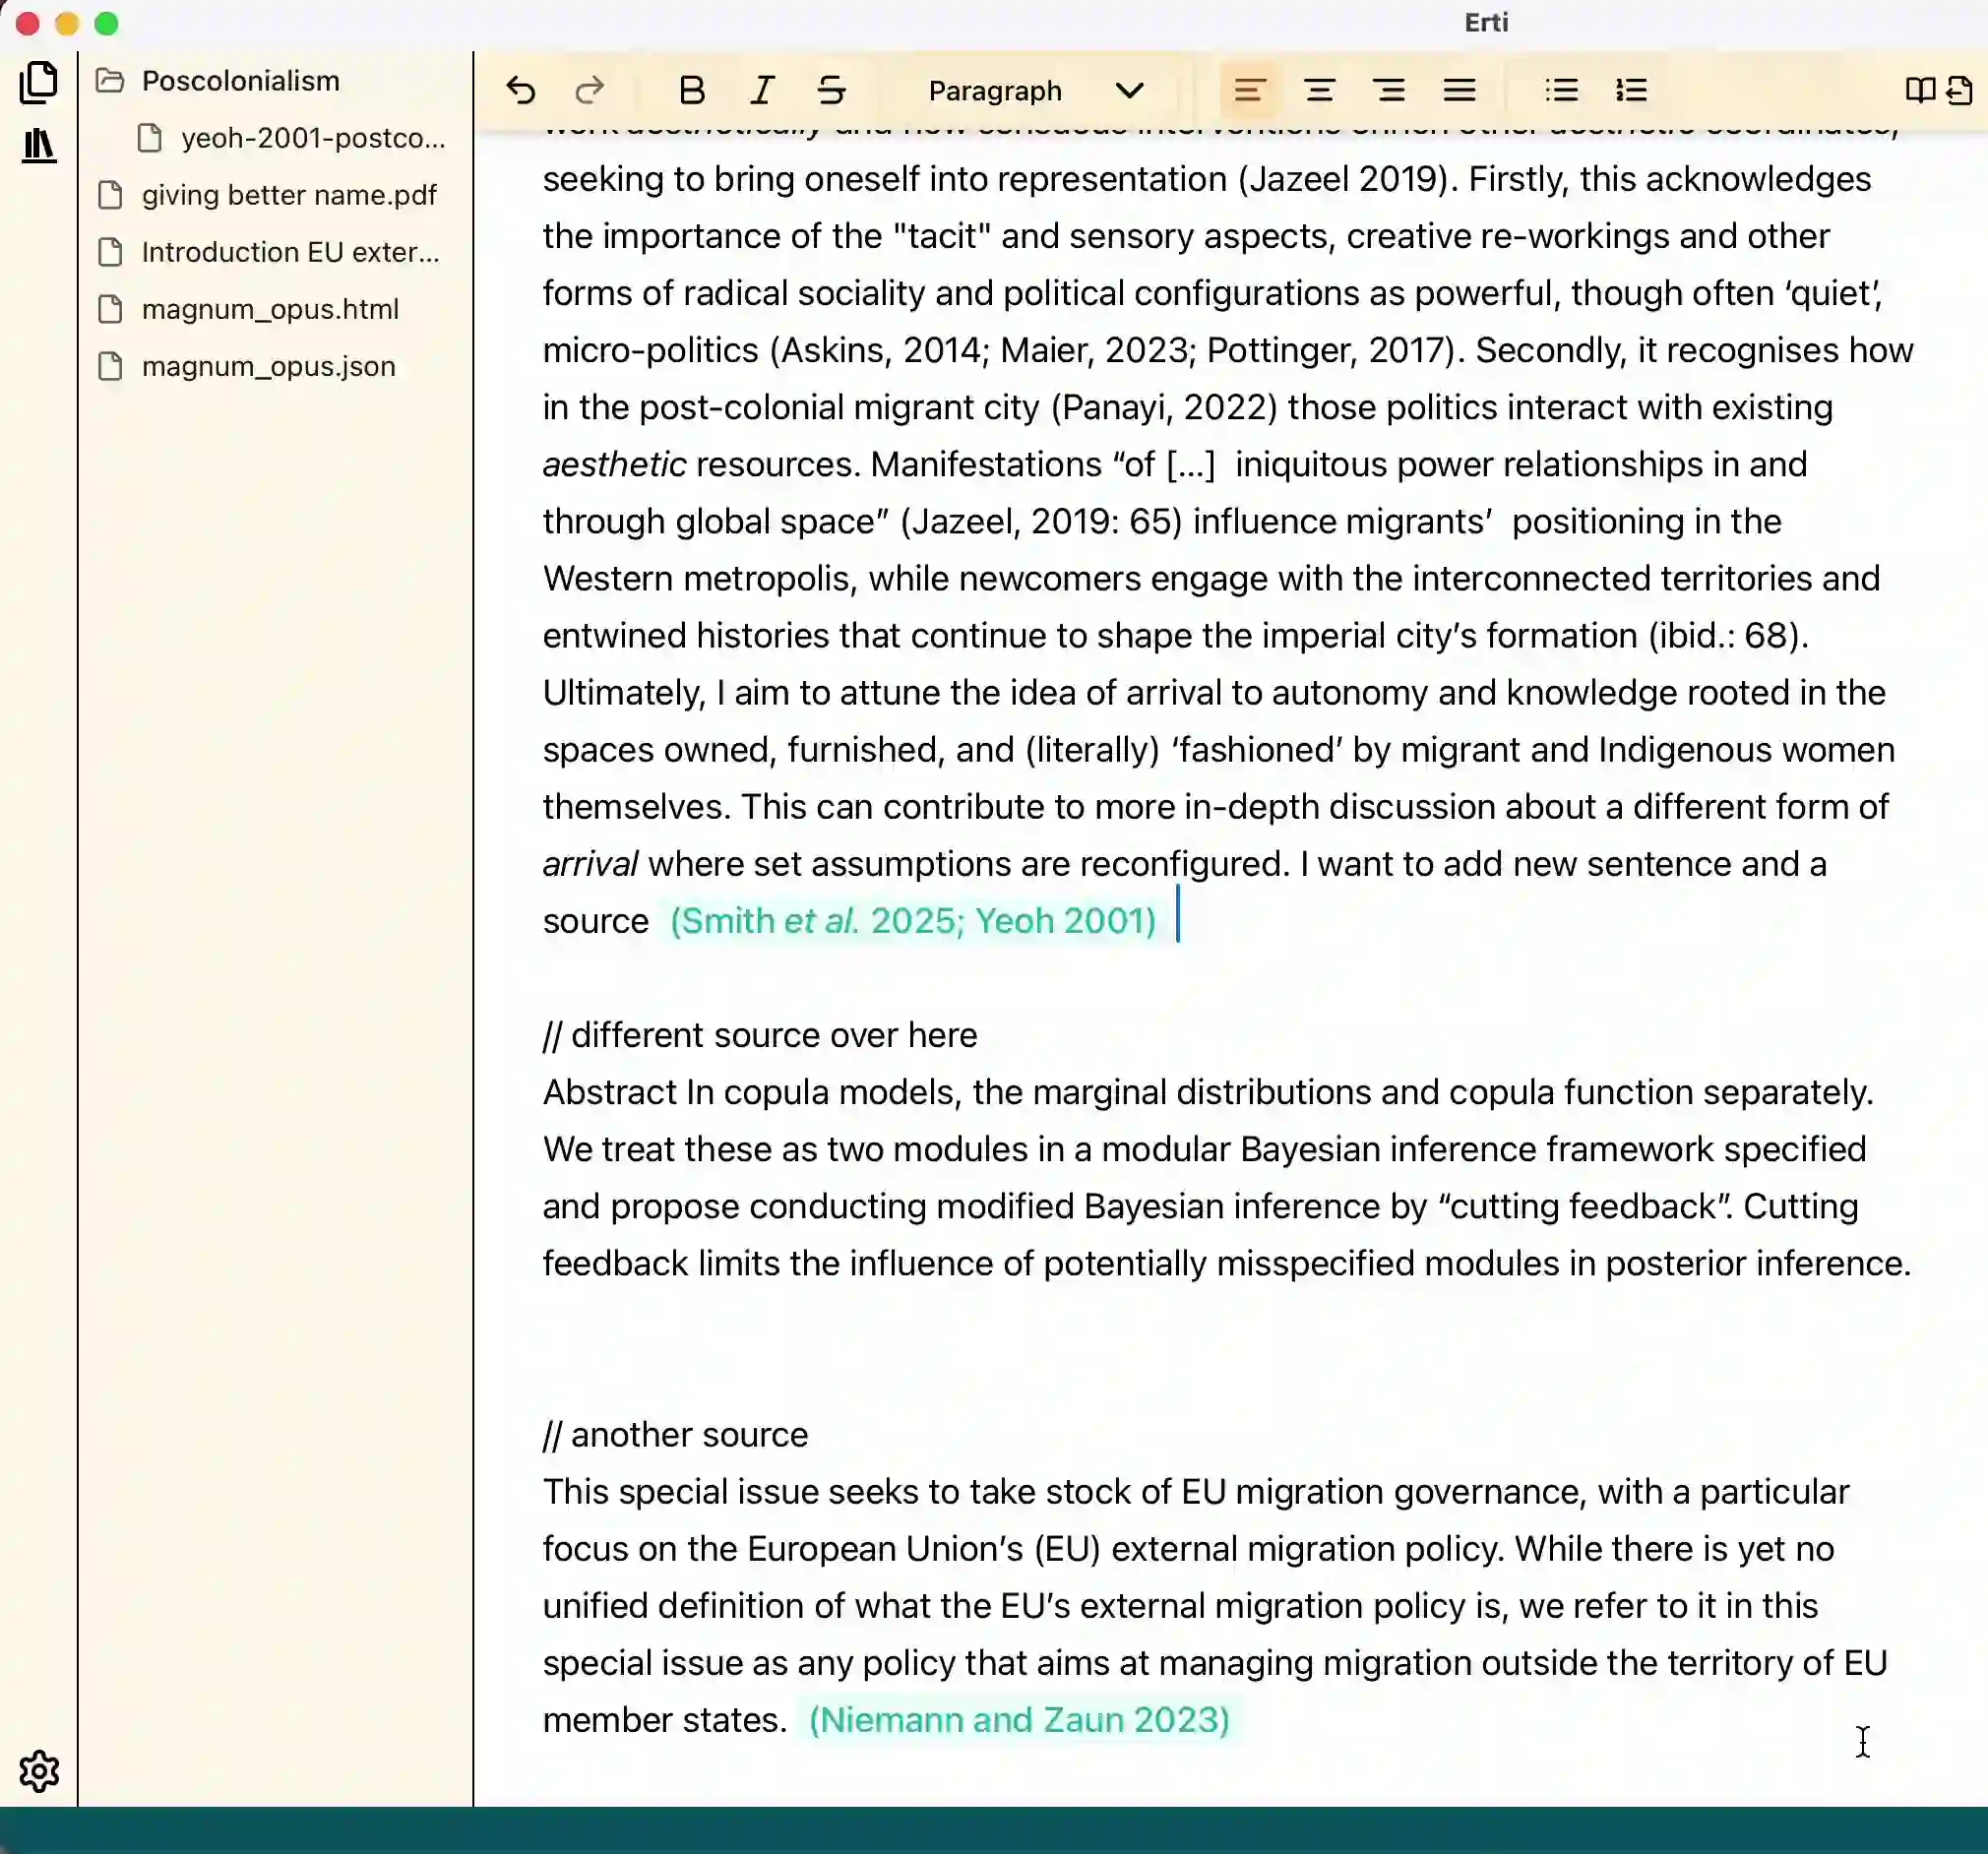 Erti
Poscolonialism
yeoh-2001-postco...
giving better name.pdf
Introduction EU exter...
magnum_opus.html
magnum_opus.json
Paragraph
seeking to bring oneself into representation (Jazeel 2019). Firstly, this acknowledges
the importance of the "tacit" and sensory aspects, creative re-workings and other
forms of radical sociality and political configurations as powerful, though often ‘quiet’,
micro-politics (Askins, 2014; Maier, 2023; Pottinger, 2017). Secondly, it recognises how
in the post-colonial migrant city (Panayi, 2022) those politics interact with existing
aesthetic resources. Manifestations “of [...]  iniquitous power relationships in and
through global space” (Jazeel, 2019: 65) influence migrants’  positioning in the
Western metropolis, while newcomers engage with the interconnected territories and
entwined histories that continue to shape the imperial city’s formation (ibid.: 68).
Ultimately, I aim to attune the idea of arrival to autonomy and knowledge rooted in the
spaces owned, furnished, and (literally) ‘fashioned’ by migrant and Indigenous women
themselves. This can contribute to more in-depth discussion about a different form of
arrival where set assumptions are reconfigured. I want to add new sentence and a
source (Smith et al. 2025; Yeoh 2001)
// different source over here
Abstract In copula models, the marginal distributions and copula function separately.
We treat these as two modules in a modular Bayesian inference framework specified
and propose conducting modified Bayesian inference by “cutting feedback”. Cutting
feedback limits the influence of potentially misspecified modules in posterior inference.
// another source
This special issue seeks to take stock of EU migration governance, with a particular
focus on the European Union’s (EU) external migration policy. While there is yet no
unified definition of what the EU’s external migration policy is, we refer to it in this
special issue as any policy that aims at managing migration outside the territory of EU
member states. (Niemann and Zaun 2023)